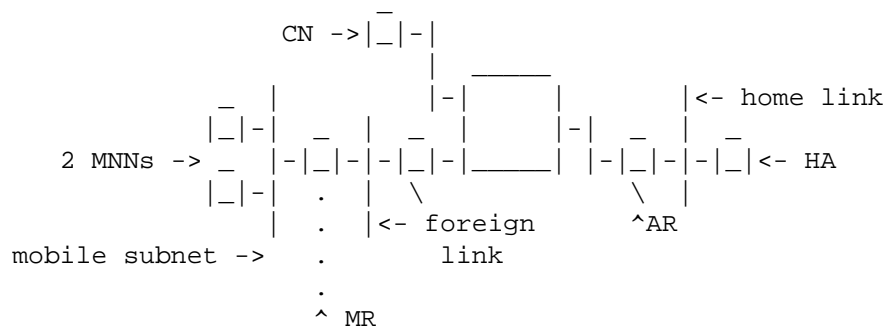 CN ->
<- home link
2 MNNs ->
<- HA
<- foreign
^AR
mobile subnet ->
link
^ MR